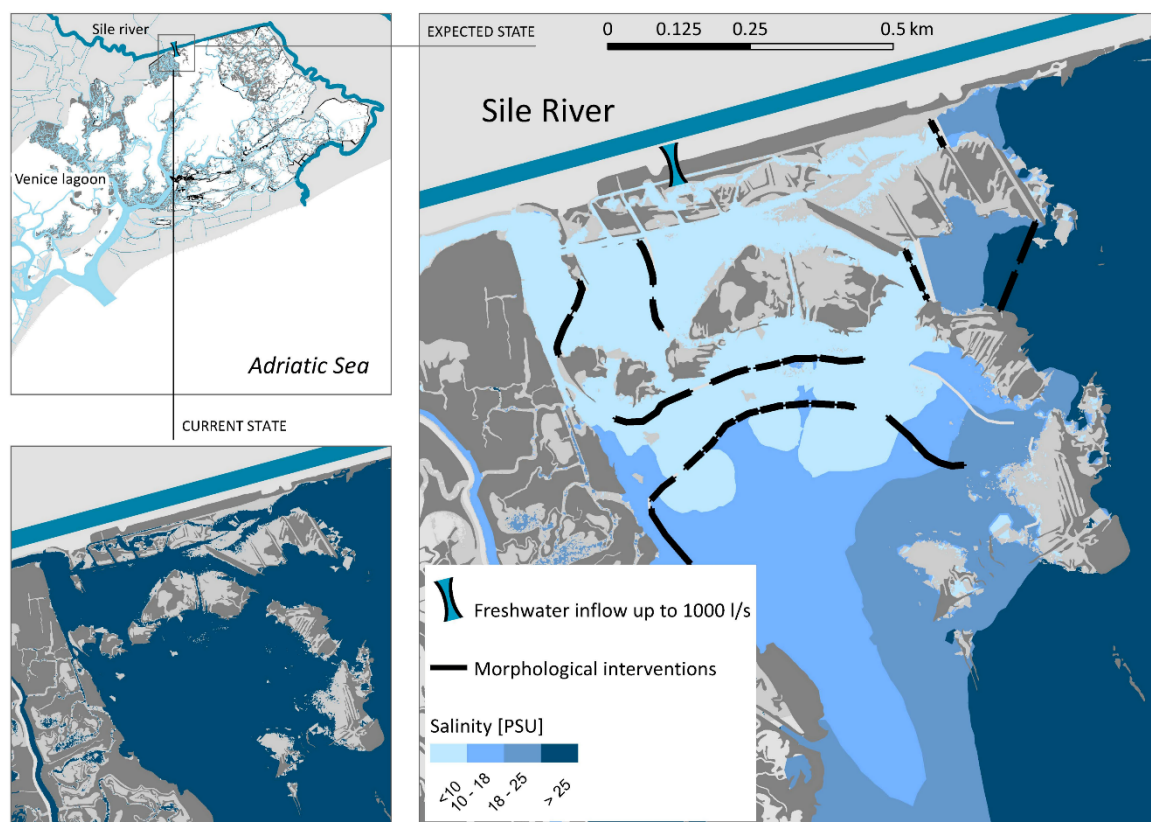 Sile river
Venice lagoon
Adriatic Sea
CURRENT STATE
EXPECTED STATE
0 0.125 0.25 0.5 km
Sile River
Freshwater inflow up to 1000 l/s
Morphological interventions
Salinity [PSU]
<10 10 - 18 18 - 25 > 25